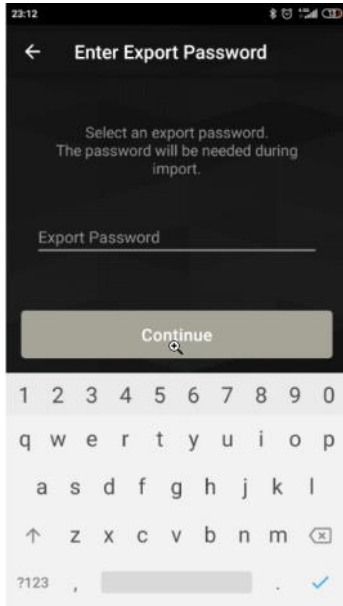 23:12
Enter Export Password
Select an export password.
The password will be needed during
import.
Export Password
Continue
1 2 3 4 5 6 7 8 9 0
q w e r t y u i o p
a s d f g h j k l
z x c v b n m
?123 , .